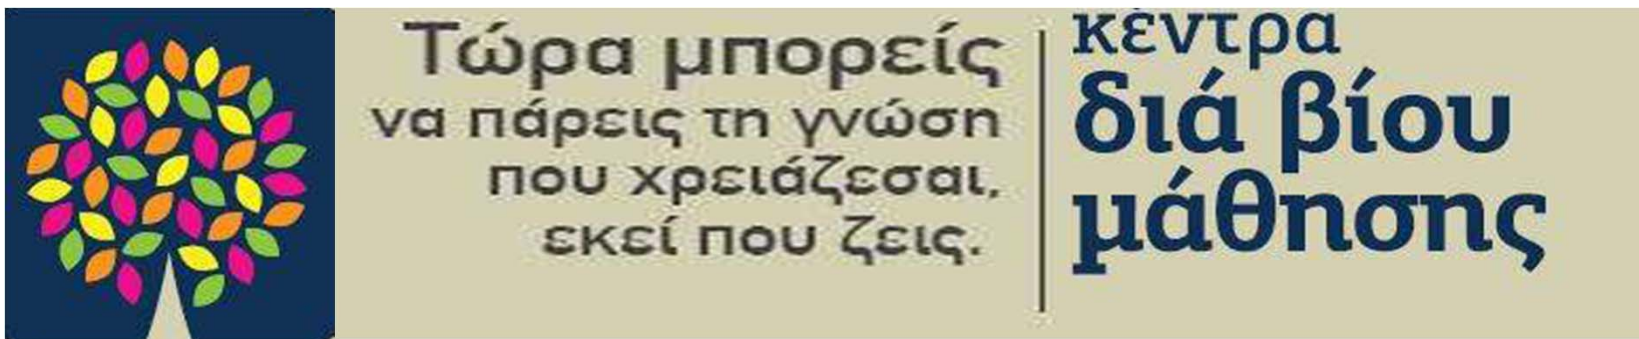 Τώρα μπορείς
να πάρεις τη γνώση
που χρειάζεσαι,
εκεί που ζεις.
κέντρα
διά βίου
μάθησης